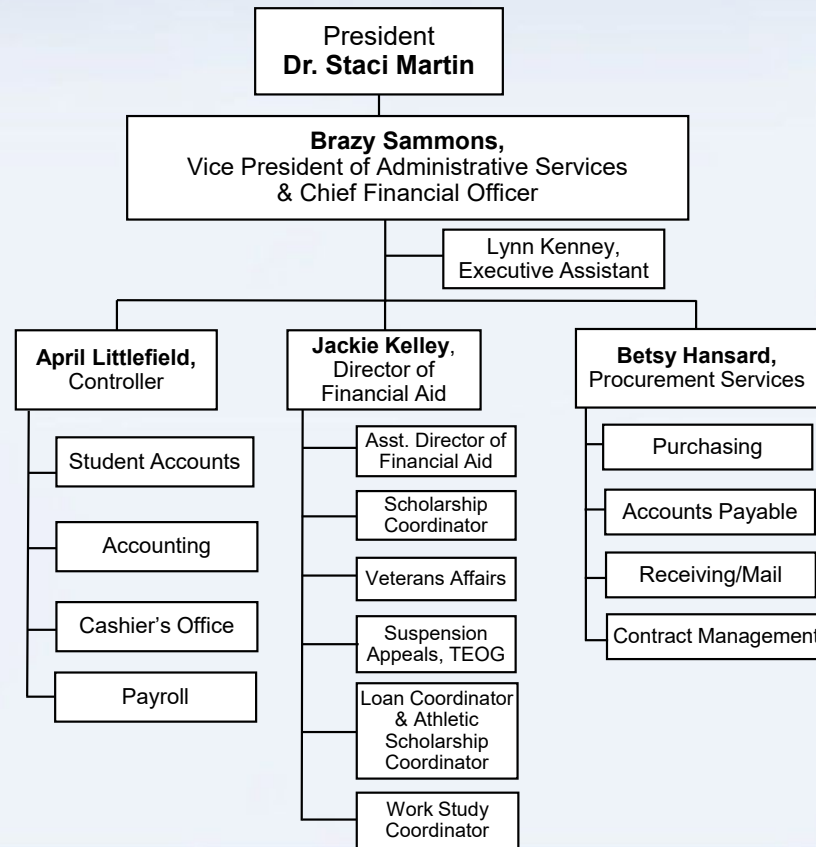 President
Dr. Staci Martin
Brazy Sammons,
Vice President of Administrative Services
& Chief Financial Officer
Lynn Kenney,
Executive Assistant
April Littlefield,
Controller
Student Accounts
Accounting
Cashier’s Office
Payroll
Jackie Kelley,
Director of
Financial Aid
Asst. Director of
Financial Aid
Scholarship
Coordinator
Veterans Affairs
Suspension
Appeals, TEOG
Loan Coordinator
& Athletic
Scholarship
Coordinator
Work Study
Coordinator
Betsy Hansard,
Procurement Services
Purchasing
Accounts Payable
Receiving/Mail
Contract Management